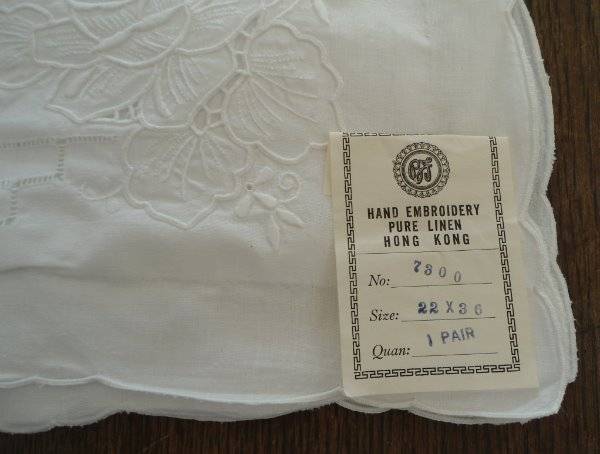 HAND EMBROIDERY
PURE LINEN
HONG KONG
No: 7300
Size: 22 X 36
Quan: 1 PAIR